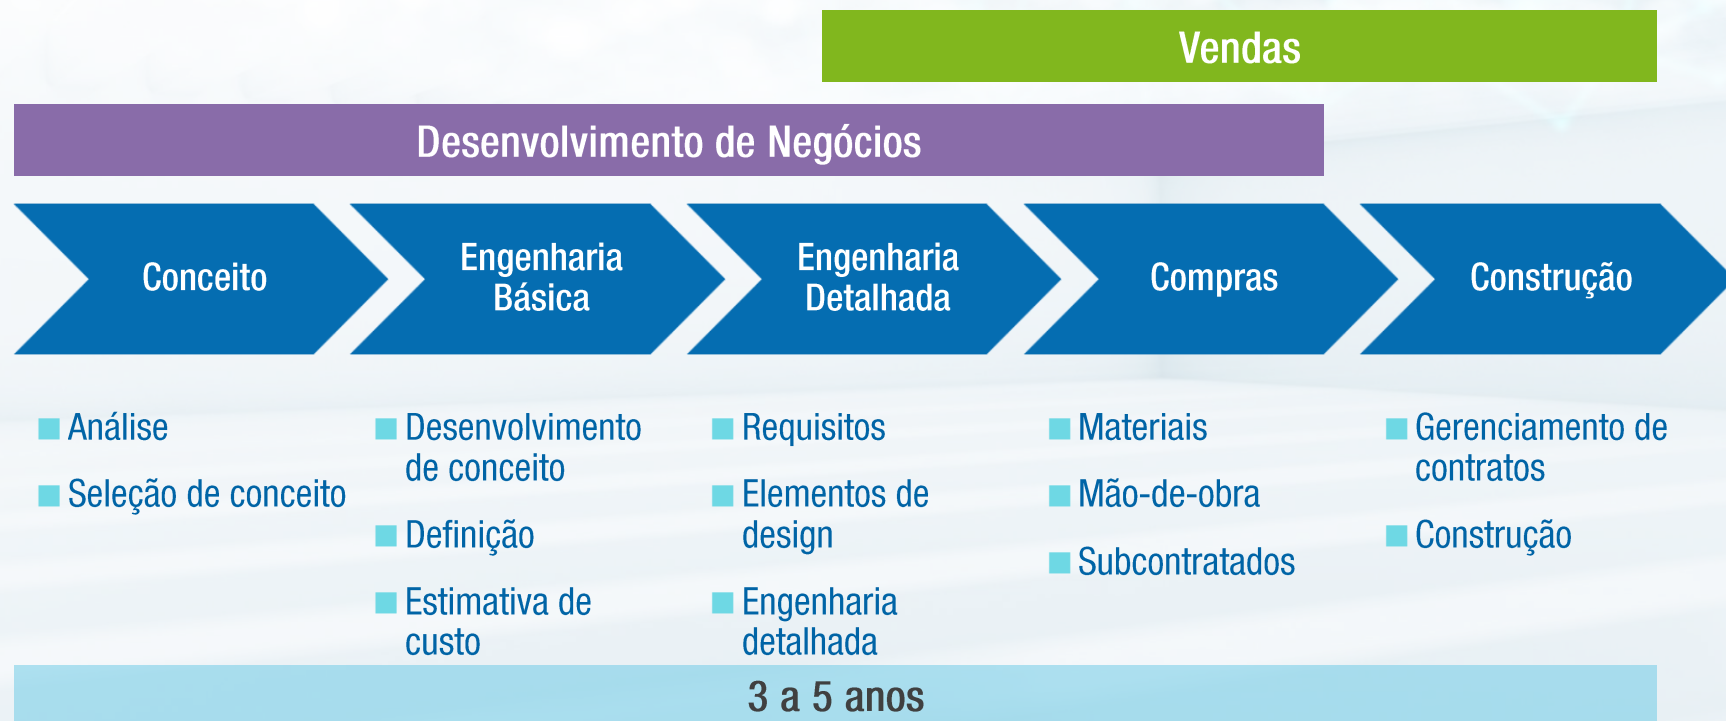 Vendas
Desenvolvimento de Negócios
Conceito
Engenharia
Básica
Engenharia
Detalhada
Compras
Construção
Análise
Seleção de conceito
Desenvolvimento
de conceito
Definição
Estimativa de
custo
Requisitos
Elementos de
design
Engenharia
detalhada
Materiais
Mão-de-obra
Subcontratados
Gerenciamento de
contratos
Construção
3 a 5 anos